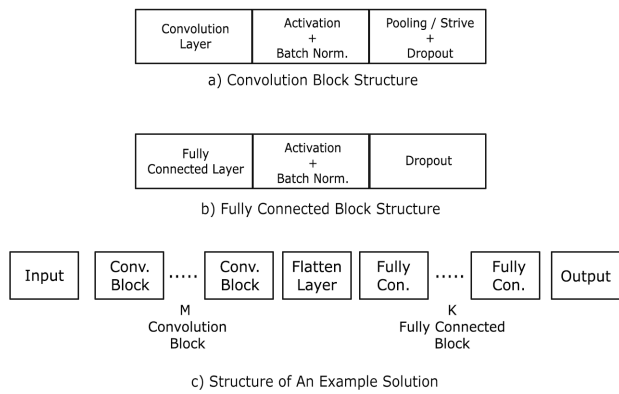 Convolution
Layer
Activation
+
Batch Norm.
Pooling / Strive
+
Dropout
a) Convolution Block Structure
Fully
Connected Layer
Activation
+
Batch Norm.
Dropout
b) Fully Connected Block Structure
Input
Conv.
Block
.....
Conv.
Block
Flatten
Layer
Fully
Con.
.....
Fully
Con.
Output
M
Convolution
Block
K
Fully Connected
Block
c) Structure of An Example Solution